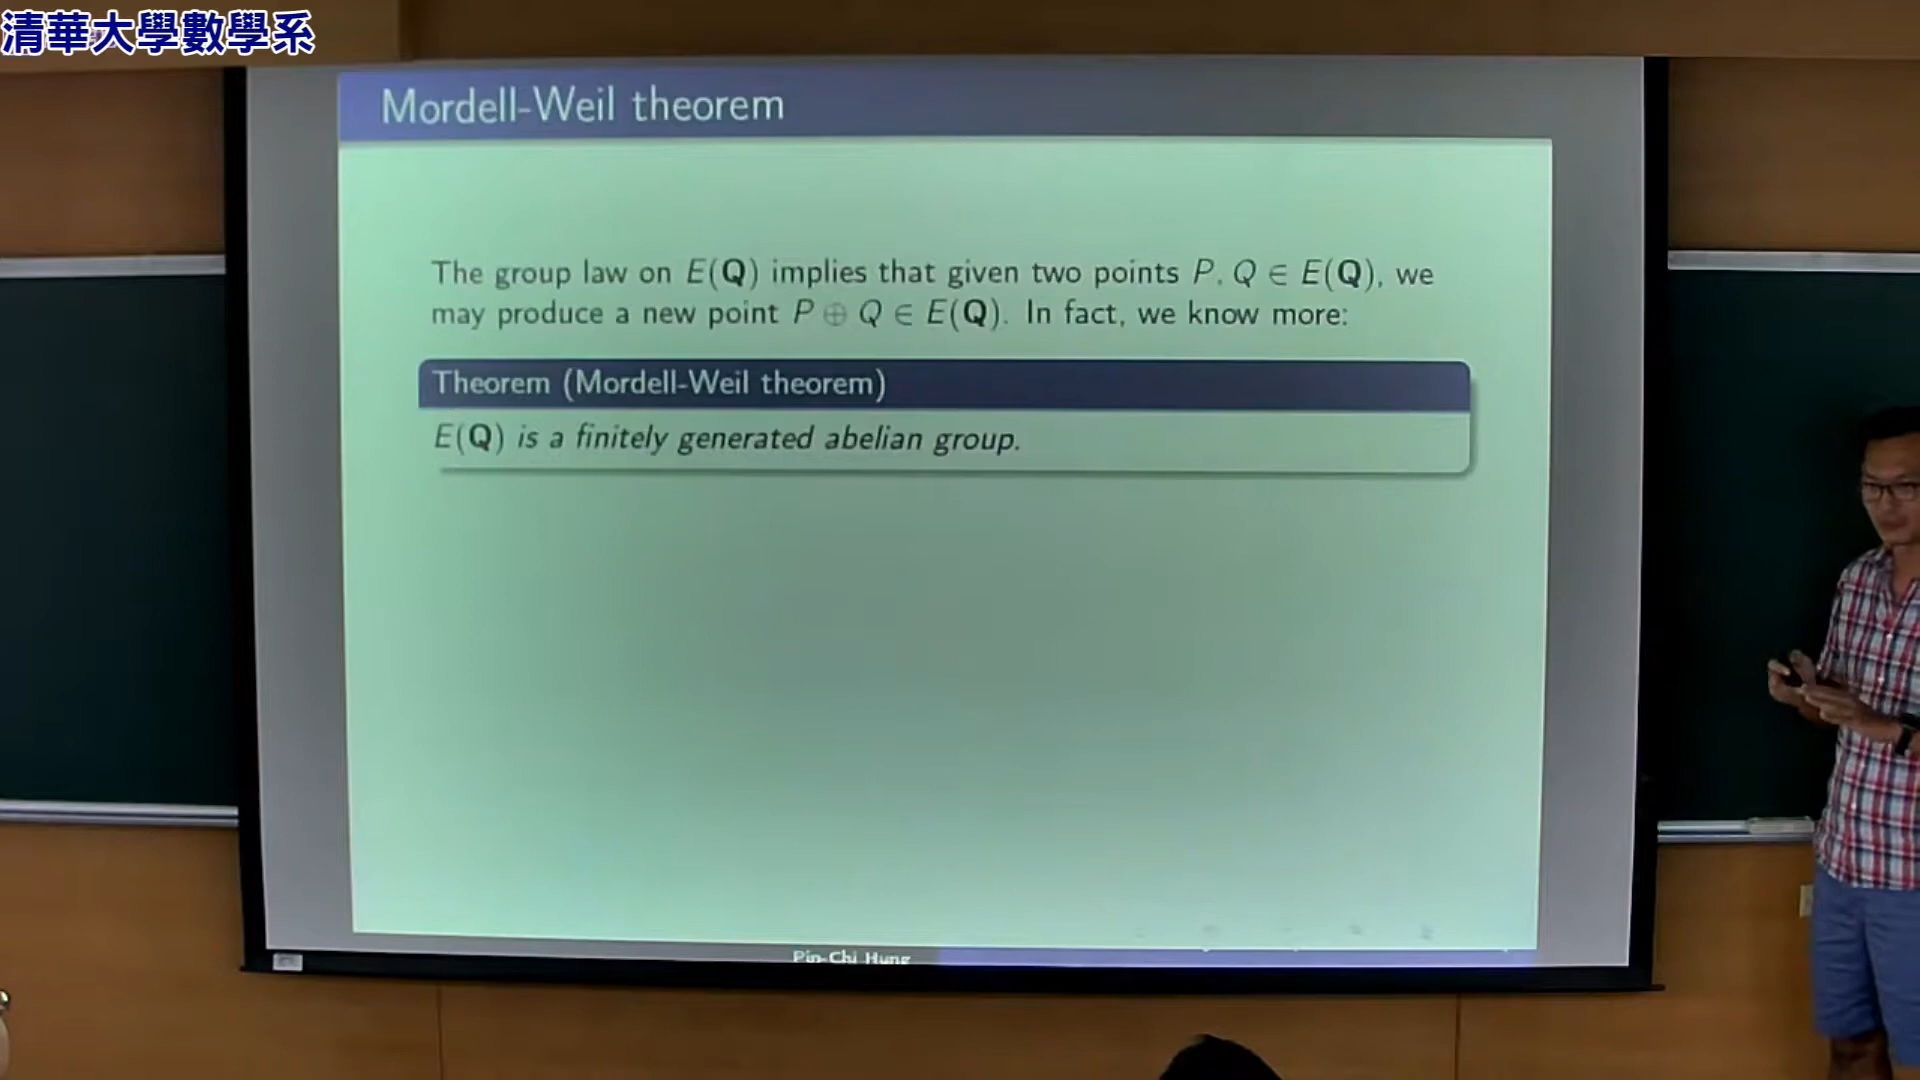 清華大學數學系
Mordell-Weil theorem
The group law on E(Q) implies that given two points P, Q ∈ E(Q), we
may produce a new point P ⊕ Q ∈ E(Q). In fact, we know more:
Theorem (Mordell-Weil theorem)
E(Q) is a finitely generated abelian group.
Pin-Chi Hung